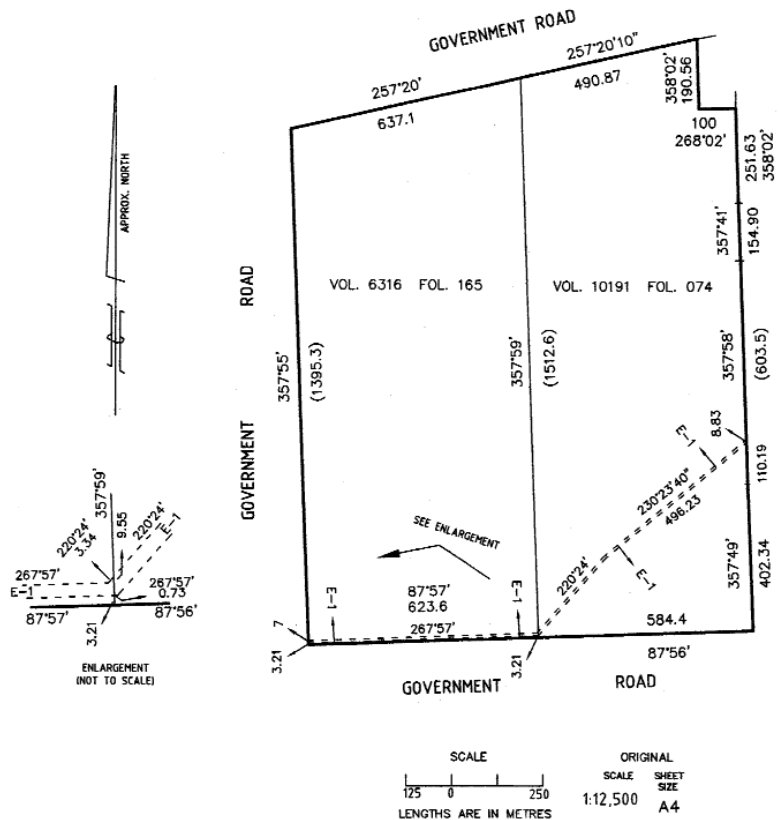 GOVERNMENT ROAD
257°20'
637.1
257°20'10"
490.87
358°02'
190.56
100
268°02'
251.63
358°02'
357°41'
154.90
APPROX. NORTH
VOL. 6316 FOL. 165
VOL. 10191 FOL. 074
GOVERNMENT ROAD
357°55'
(1395.3)
357°59'
(1512.6)
357°58'
(603.5)
8.83
E-1
110.19
230°23'40"
496.23
220°24'
E-1
357°49'
402.34
SEE ENLARGEMENT
87°57'
623.6
267°57'
E-1
E-1
584.4
87°56'
7
3.21
3.21
GOVERNMENT ROAD
357°59'
220°24'
3.34
9.55
220°24'
E-1
267°57'
E-1
267°57'
0.73
87°57'
87°56'
3.21
ENLARGEMENT
(NOT TO SCALE)
SCALE
125 0 250
LENGTHS ARE IN METRES
ORIGINAL
SCALE SHEET
SIZE
1:12,500 A4